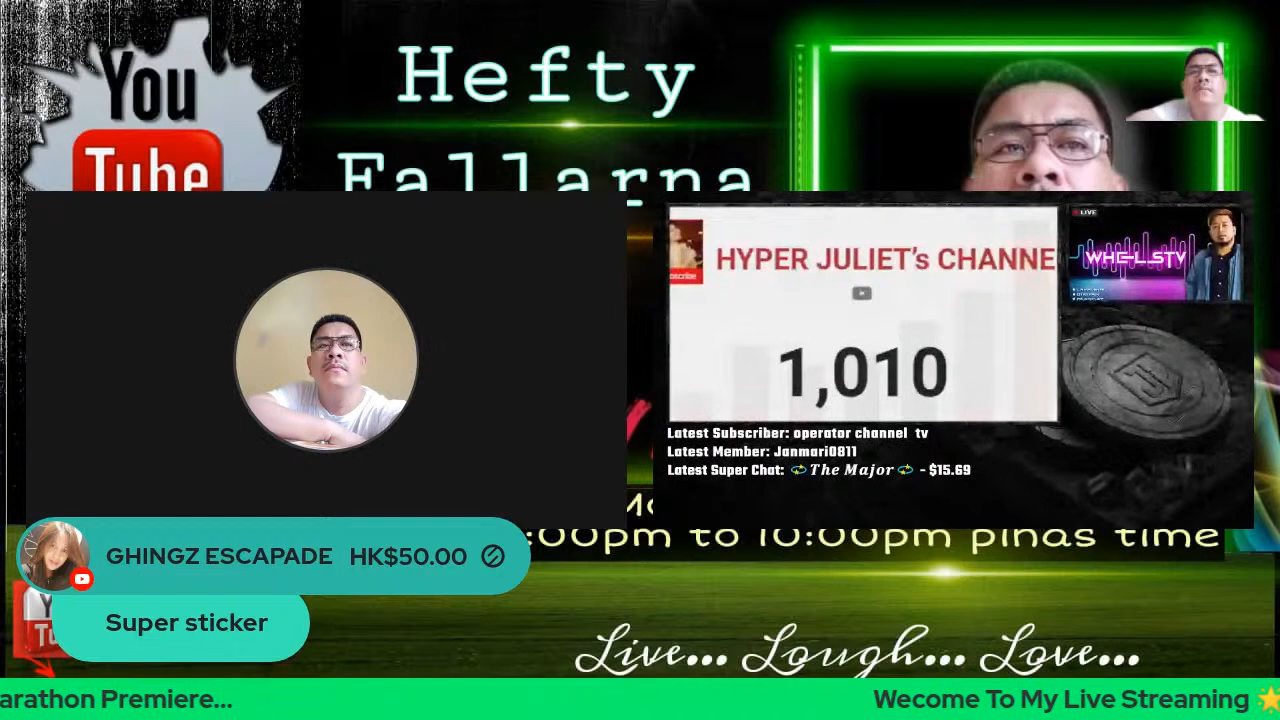 You
Tube
Hefty
Fallarna
LIVE
HYPER JULIET's CHANNE
1,010
Latest Subscriber: operator channel tv
Latest Member: Janmari0811
Latest Super Chat: 💫 The Major 💫 - $15.69
:00pm to 10:00pm pinas time
GHINGZ ESCAPADE HK$50.00
Super sticker
Live... Lough... Love...
arathon Premiere...
Wecome To My Live Streaming 🌟